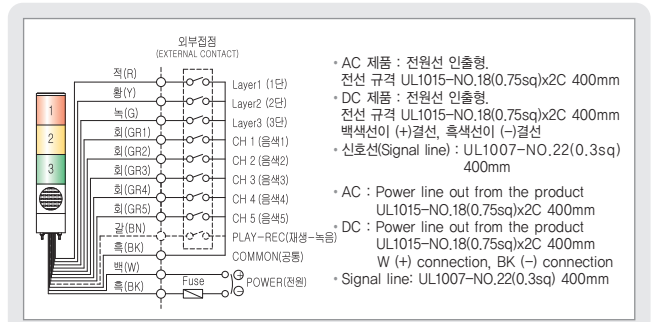 외부접점
(EXTERNAL CONTACT)
적(R)
Layer1 (1단)
황(Y)
Layer2 (2단)
녹(G)
Layer3 (3단)
회(GR1)
CH 1 (음색1)
회(GR2)
CH 2 (음색2)
회(GR3)
CH 3 (음색3)
회(GR4)
CH 4 (음색4)
회(GR5)
CH 5 (음색5)
갈(BN)
PLAY-REC(재생-녹음)
흑(BK)
COMMON(공통)
백(W)
흑(BK)
Fuse
POWER(전원)
1
2
3
• AC 제품 : 전원선 인출형.
전선 규격 UL1015-NO.18(0.75sq)x2C 400mm
• DC 제품 : 전원선 인출형.
전선 규격 UL1015-NO.18(0.75sq)x2C 400mm
백색선이 (+)결선, 흑색선이 (-)결선
• 신호선(Signal line) : UL1007-NO.22(0.3sq)
400mm
• AC : Power line out from the product
UL1015-NO.18(0.75sq)x2C 400mm
• DC : Power line out from the product
UL1015-NO.18(0.75sq)x2C 400mm
W (+) connection, BK (-) connection
• Signal line: UL1007-NO.22(0.3sq) 400mm